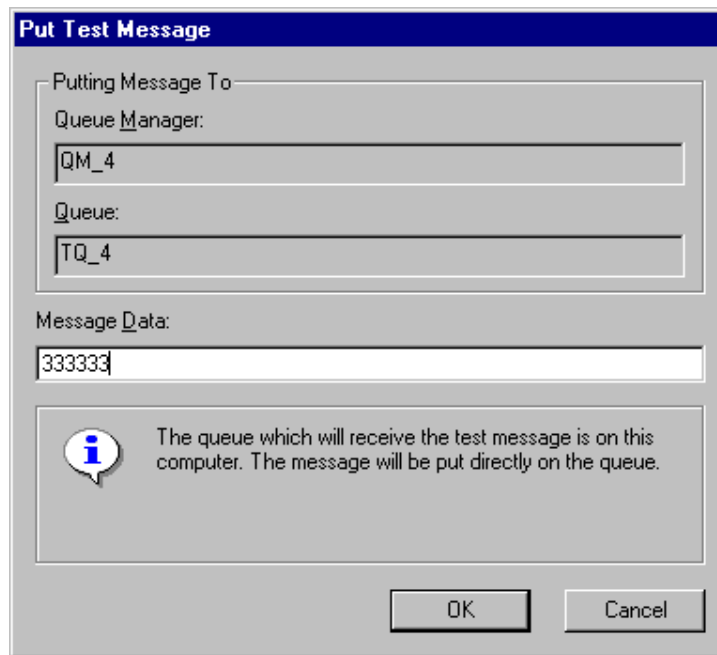 Put Test Message
Putting Message To
Queue Manager:
QM_4
Queue:
TQ_4
Message Data:
333333
The queue which will receive the test message is on this
computer. The message will be put directly on the queue.
OK
Cancel